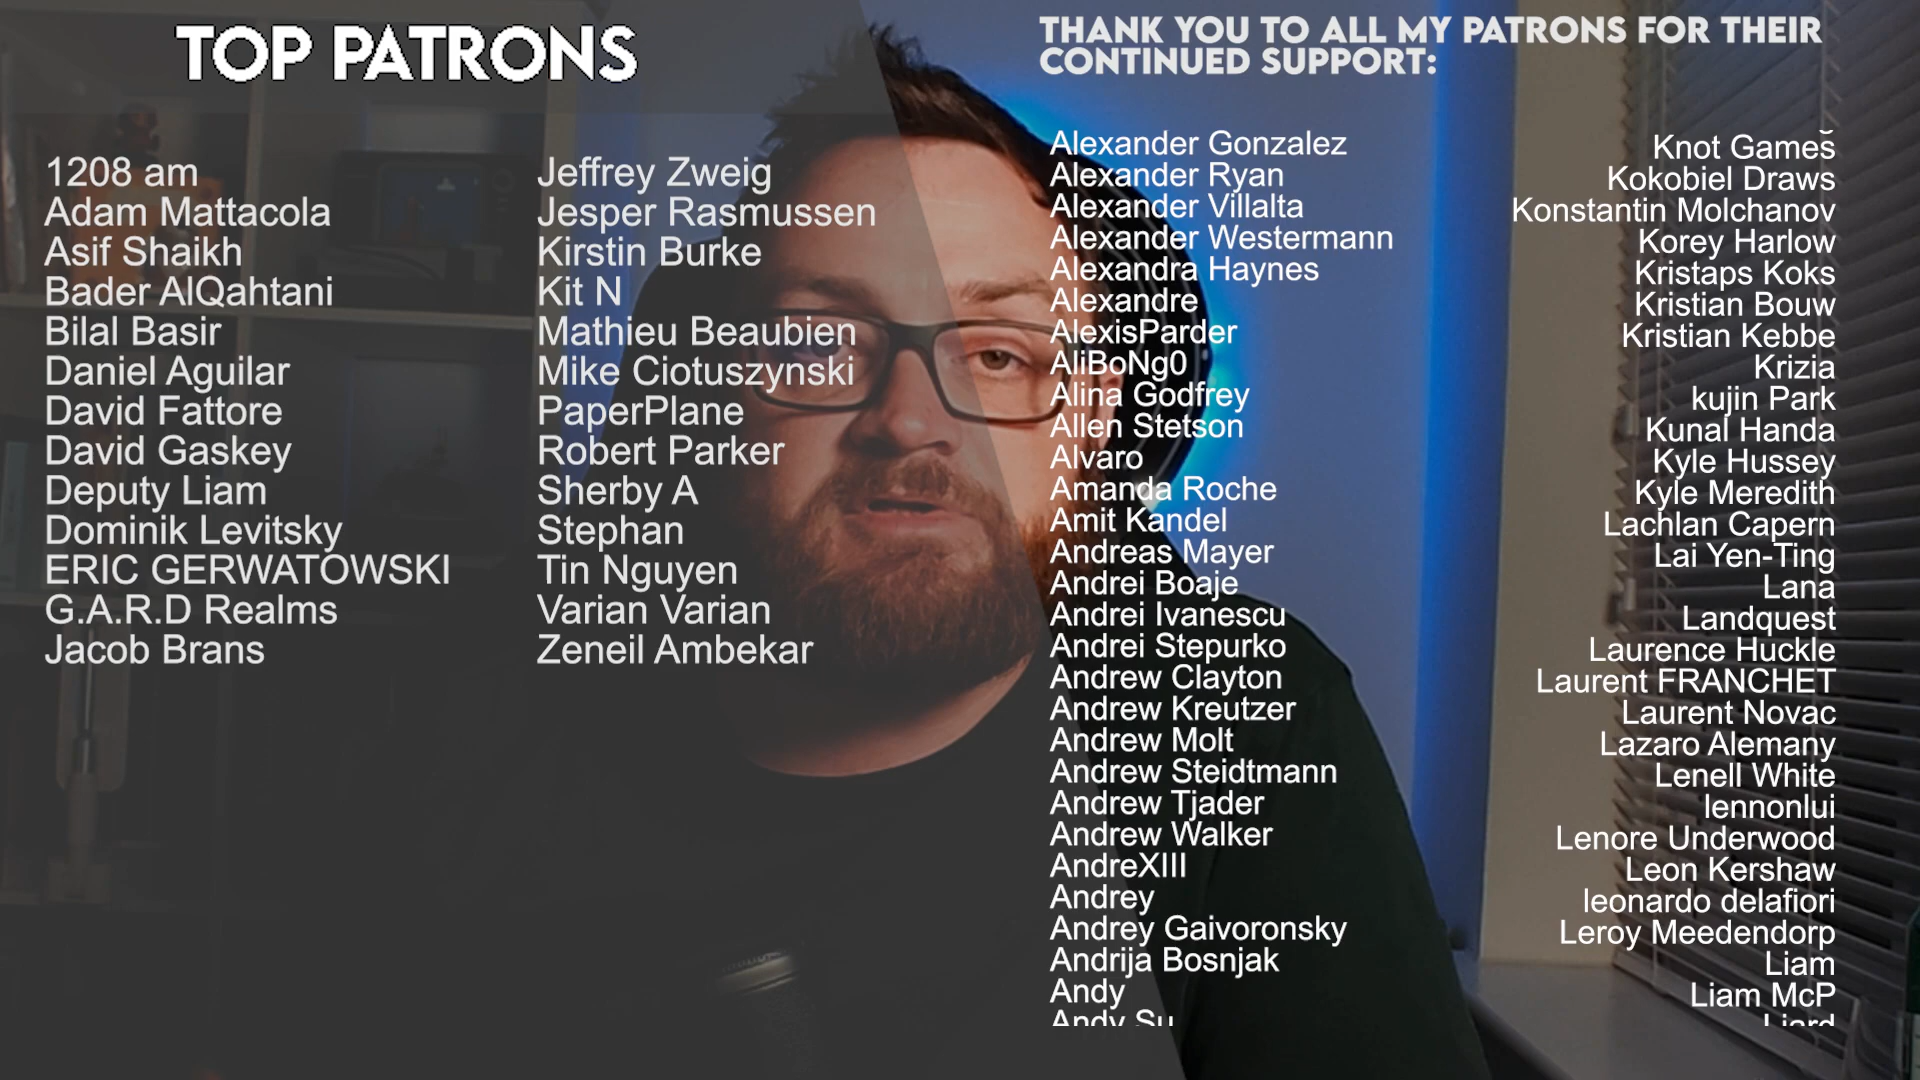 TOP PATRONS
1208 am
Adam Mattacola
Asif Shaikh
Bader AlQahtani
Bilal Basir
Daniel Aguilar
David Fattore
David Gaskey
Deputy Liam
Dominik Levitsky
ERIC GERWATOWSKI
G.A.R.D Realms
Jacob Brans
Jeffrey Zweig
Jesper Rasmussen
Kirstin Burke
Kit N
Mathieu Beaubien
Mike Ciotuszynski
PaperPlane
Robert Parker
Sherby A
Stephan
Tin Nguyen
Varian Varian
Zeneil Ambekar
THANK YOU TO ALL MY PATRONS FOR THEIR
CONTINUED SUPPORT:
Alexander Gonzalez
Alexander Ryan
Alexander Villalta
Alexander Westermann
Alexandra Haynes
Alexandre
AlexisParder
AliBoNg0
Alina Godfrey
Allen Stetson
Alvaro
Amanda Roche
Amit Kandel
Andreas Mayer
Andrei Boaje
Andrei Ivanescu
Andrei Stepurko
Andrew Clayton
Andrew Kreutzer
Andrew Molt
Andrew Steidtmann
Andrew Tjader
Andrew Walker
AndreXIII
Andrey
Andrey Gaivoronsky
Andrija Bosnjak
Andy
Andy Su
Knot Games
Kokobiel Draws
Konstantin Molchanov
Korey Harlow
Kristaps Koks
Kristian Bouw
Kristian Kebbe
Krizia
kujin Park
Kunal Handa
Kyle Hussey
Kyle Meredith
Lachlan Capern
Lai Yen-Ting
Lana
Landquest
Laurence Huckle
Laurent FRANCHET
Laurent Novac
Lazaro Alemany
Lenell White
lennonlui
Lenore Underwood
Leon Kershaw
leonardo delafiori
Leroy Meedendorp
Liam
Liam McP